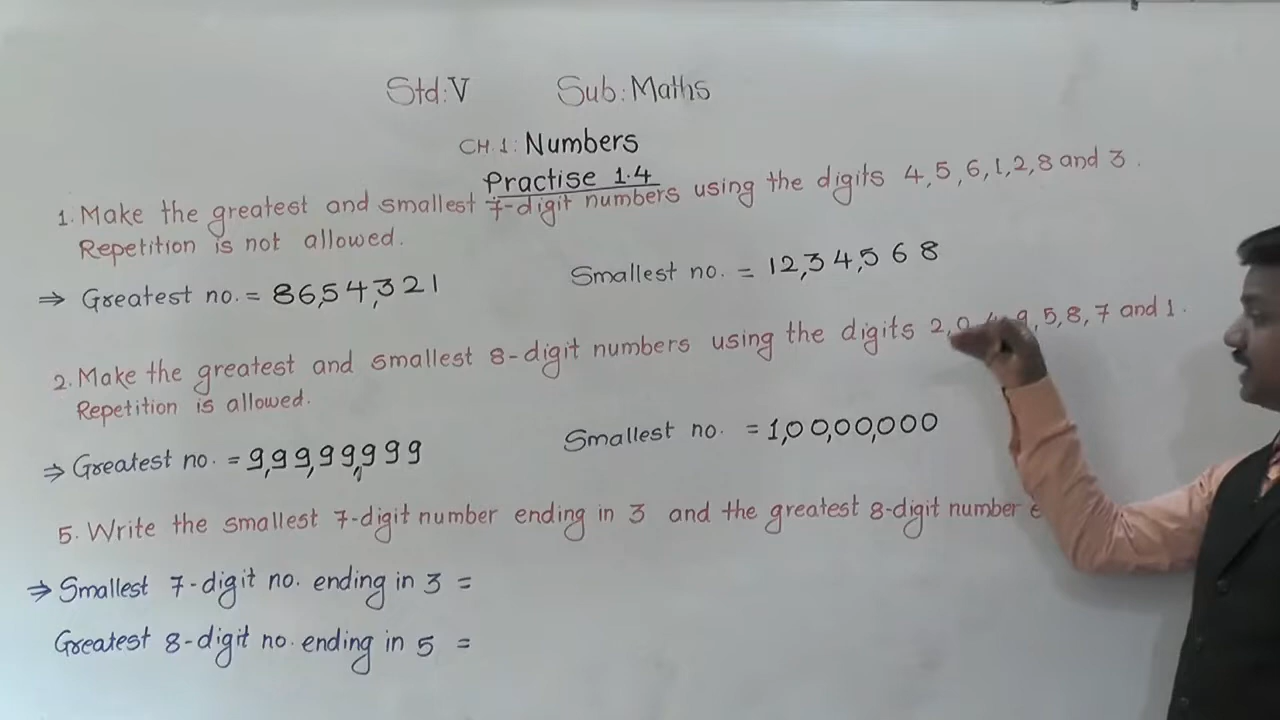 Std: V Sub: Maths
CH. 1: Numbers
Practise 1.4
1. Make the greatest and smallest 7-digit numbers using the digits 4, 5, 6, 1, 2, 8 and 3.
Repetition is not allowed.
⇒ Greatest no. = 86,54,321 Smallest no. = 12,34,568
2. Make the greatest and smallest 8-digit numbers using the digits 2, 9, 5, 8, 7 and 1.
Repetition is allowed.
⇒ Greatest no. = 9,99,99,999 Smallest no. = 1,00,00,000
5. Write the smallest 7-digit number ending in 3 and the greatest 8-digit number
⇒ Smallest 7-digit no. ending in 3 =
Greatest 8-digit no. ending in 5 =